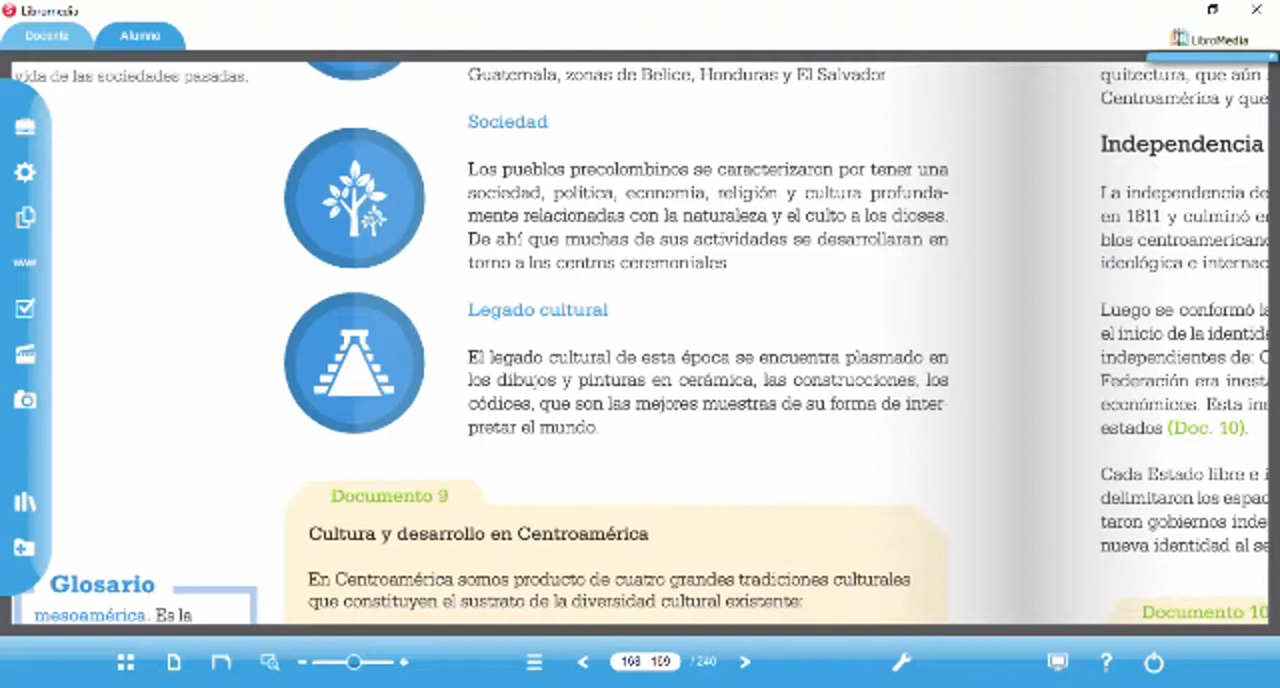 Libromedia
Docente
Alumno
LibroMedia
vida de las sociedades pasadas.
Guatemala, zonas de Belice, Honduras y El Salvador
Sociedad
Los pueblos precolombinos se caracterizaron por tener una
sociedad, política, economía, religión y cultura profunda-
mente relacionadas con la naturaleza y el culto a los dioses.
De ahí que muchas de sus actividades se desarrollaran en
torno a los centros ceremoniales
Legado cultural
El legado cultural de esta época se encuentra plasmado en
los dibujos y pinturas en cerámica, las construcciones, los
códices, que son las mejores muestras de su forma de inter-
pretar el mundo.
Documento 9
Cultura y desarrollo en Centroamérica
En Centroamérica somos producto de cuatro grandes tradiciones culturales
que constituyen el sustrato de la diversidad cultural existente:
Glosario
mesoamérica. Es la
quitectura, que aún
Centroamérica y que
Independencia
La independencia de
en 1811 y culminó
blos centroamerican
ideológica e internac
Luego se conformó
el inicio de la identid
independientes de:
Federación era inest
económicos. Esta in
estados (Doc. 10).
Cada Estado libre e
delimitaron los espac
taron gobiernos inde
nueva identidad al se
Documento 10
www
168 169 / 240
?